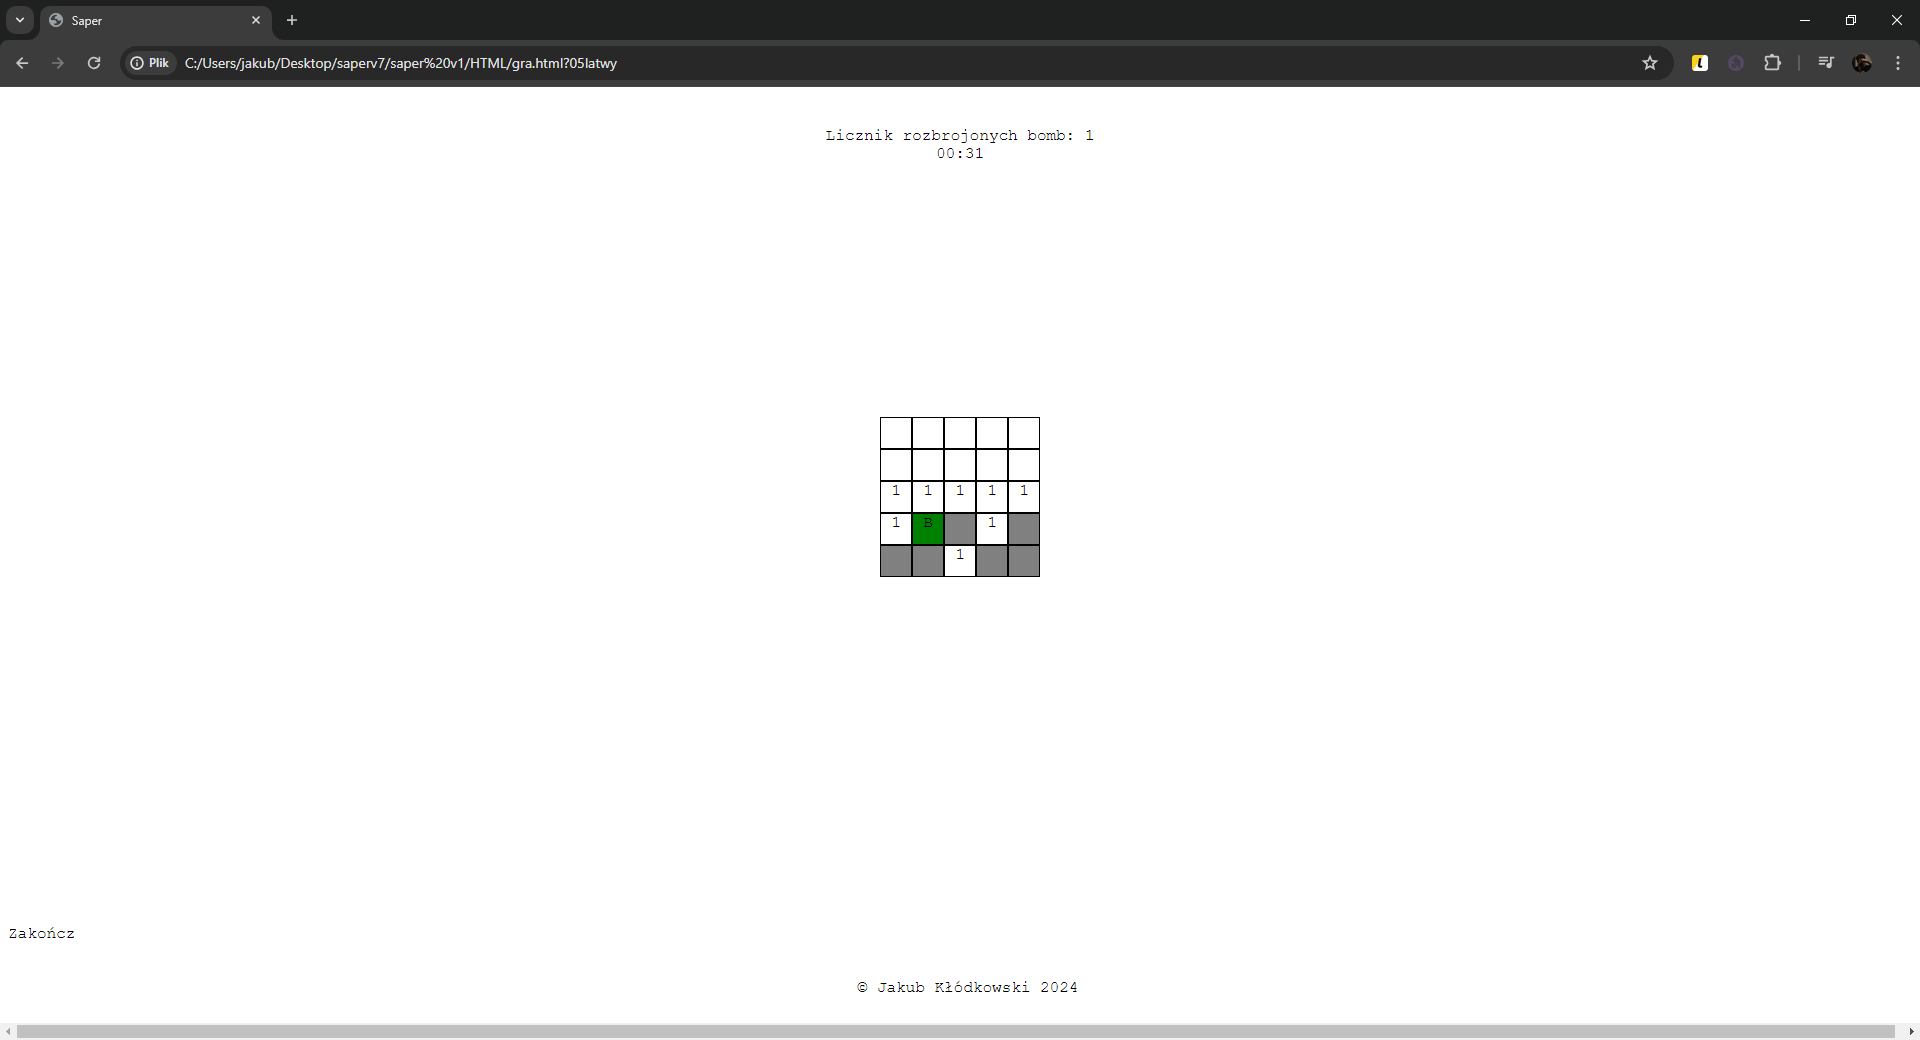 Saper
Plik
C:/Users/jakub/Desktop/saperv7/saper%20v1/HTML/gra.html?05latwy
Licznik rozbrojonych bomb: 1
00:31
1 1 1 1 1
1 B 1
1
Zakończ
© Jakub Kłódkowski 2024